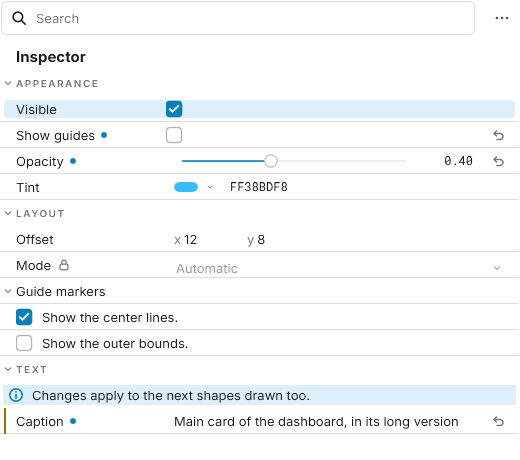 Search
Inspector
APPEARANCE
Visible
Show guides
Opacity 0.40
Tint FF38BDF8
LAYOUT
Offset x 12 y 8
Mode Automatic
Guide markers
Show the center lines.
Show the outer bounds.
TEXT
Changes apply to the next shapes drawn too.
Caption Main card of the dashboard, in its long version